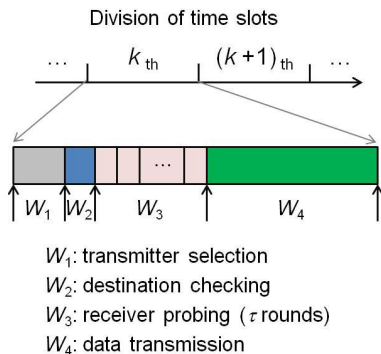 Division of time slots
... k th (k+1)th ...
...
W1 W2 W3 W4
W1: transmitter selection
W2: destination checking
W3: receiver probing (τ rounds)
W4: data transmission